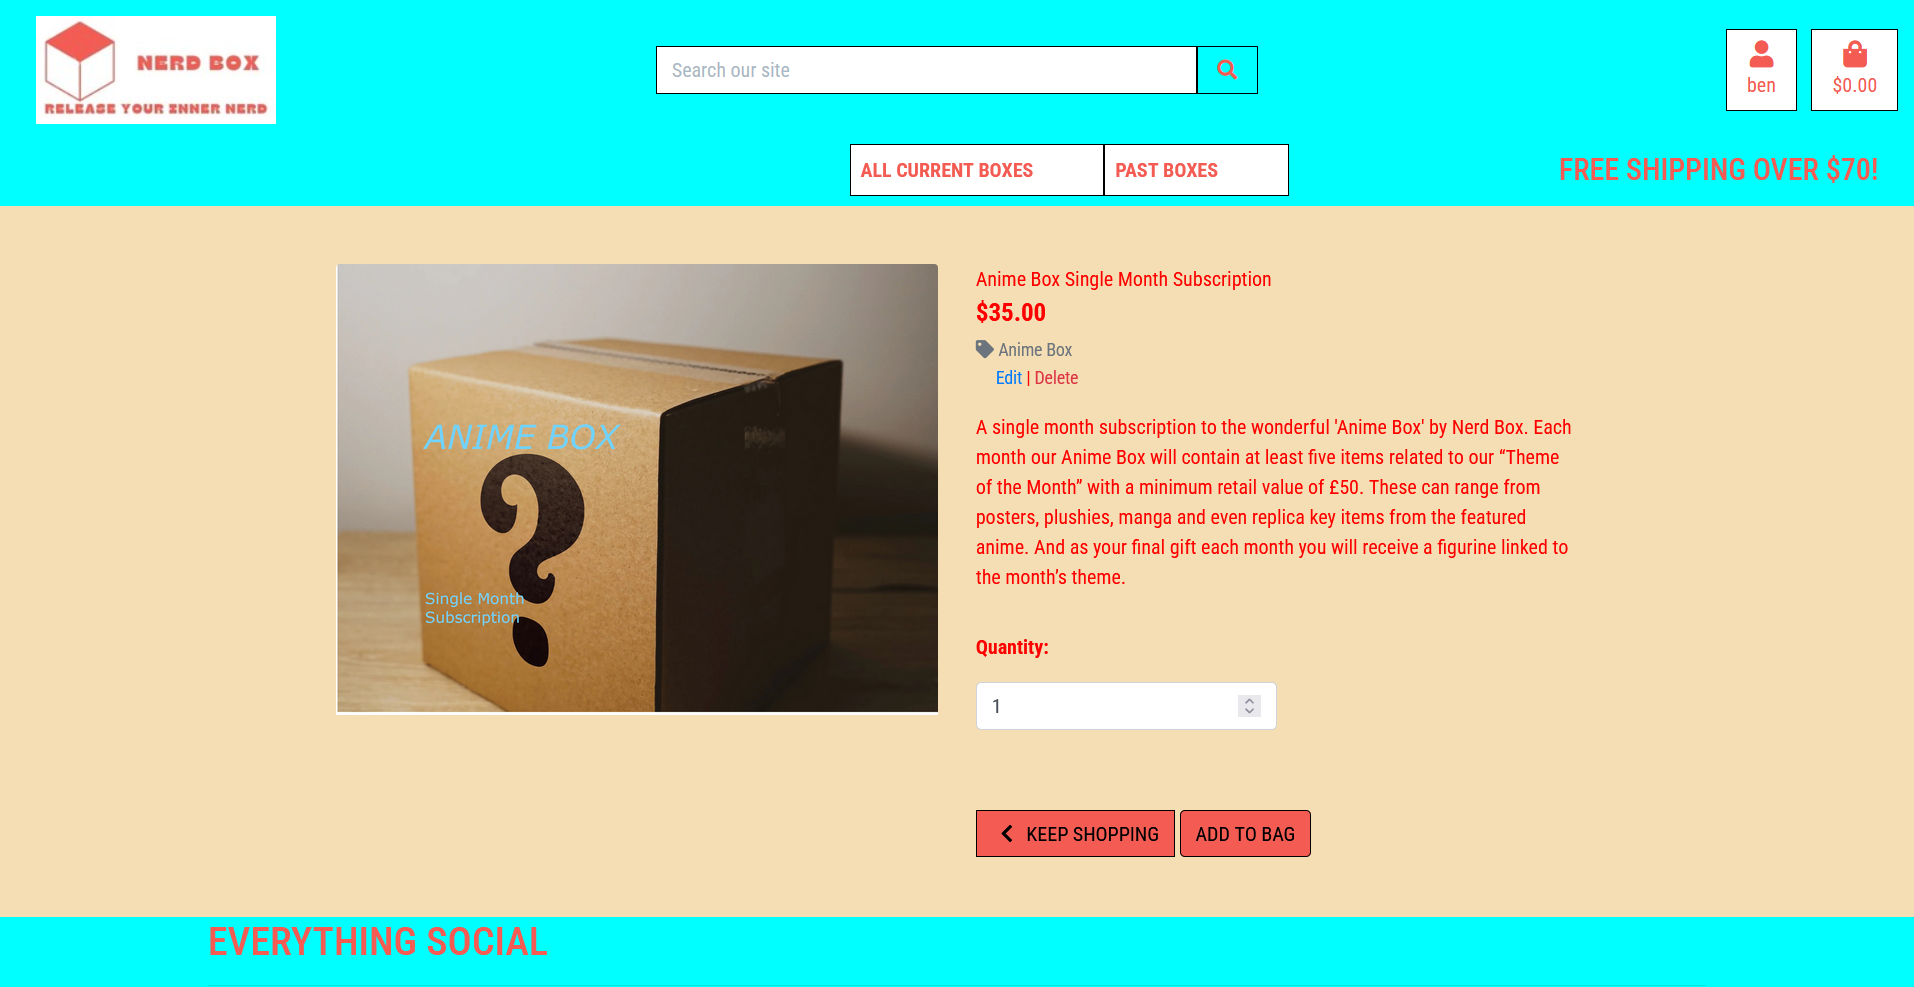 NERD BOX
RELEASE YOUR INNER NERD
Search our site
ben
$0.00
ALL CURRENT BOXES
PAST BOXES
FREE SHIPPING OVER $70!
ANIME BOX
?
Single Month
Subscription
Anime Box Single Month Subscription
$35.00
Anime Box
Edit | Delete
A single month subscription to the wonderful 'Anime Box' by Nerd Box. Each
month our Anime Box will contain at least five items related to our “Theme
of the Month” with a minimum retail value of £50. These can range from
posters, plushies, manga and even replica key items from the featured
anime. And as your final gift each month you will receive a figurine linked to
the month’s theme.
Quantity:
1
KEEP SHOPPING
ADD TO BAG
EVERYTHING SOCIAL